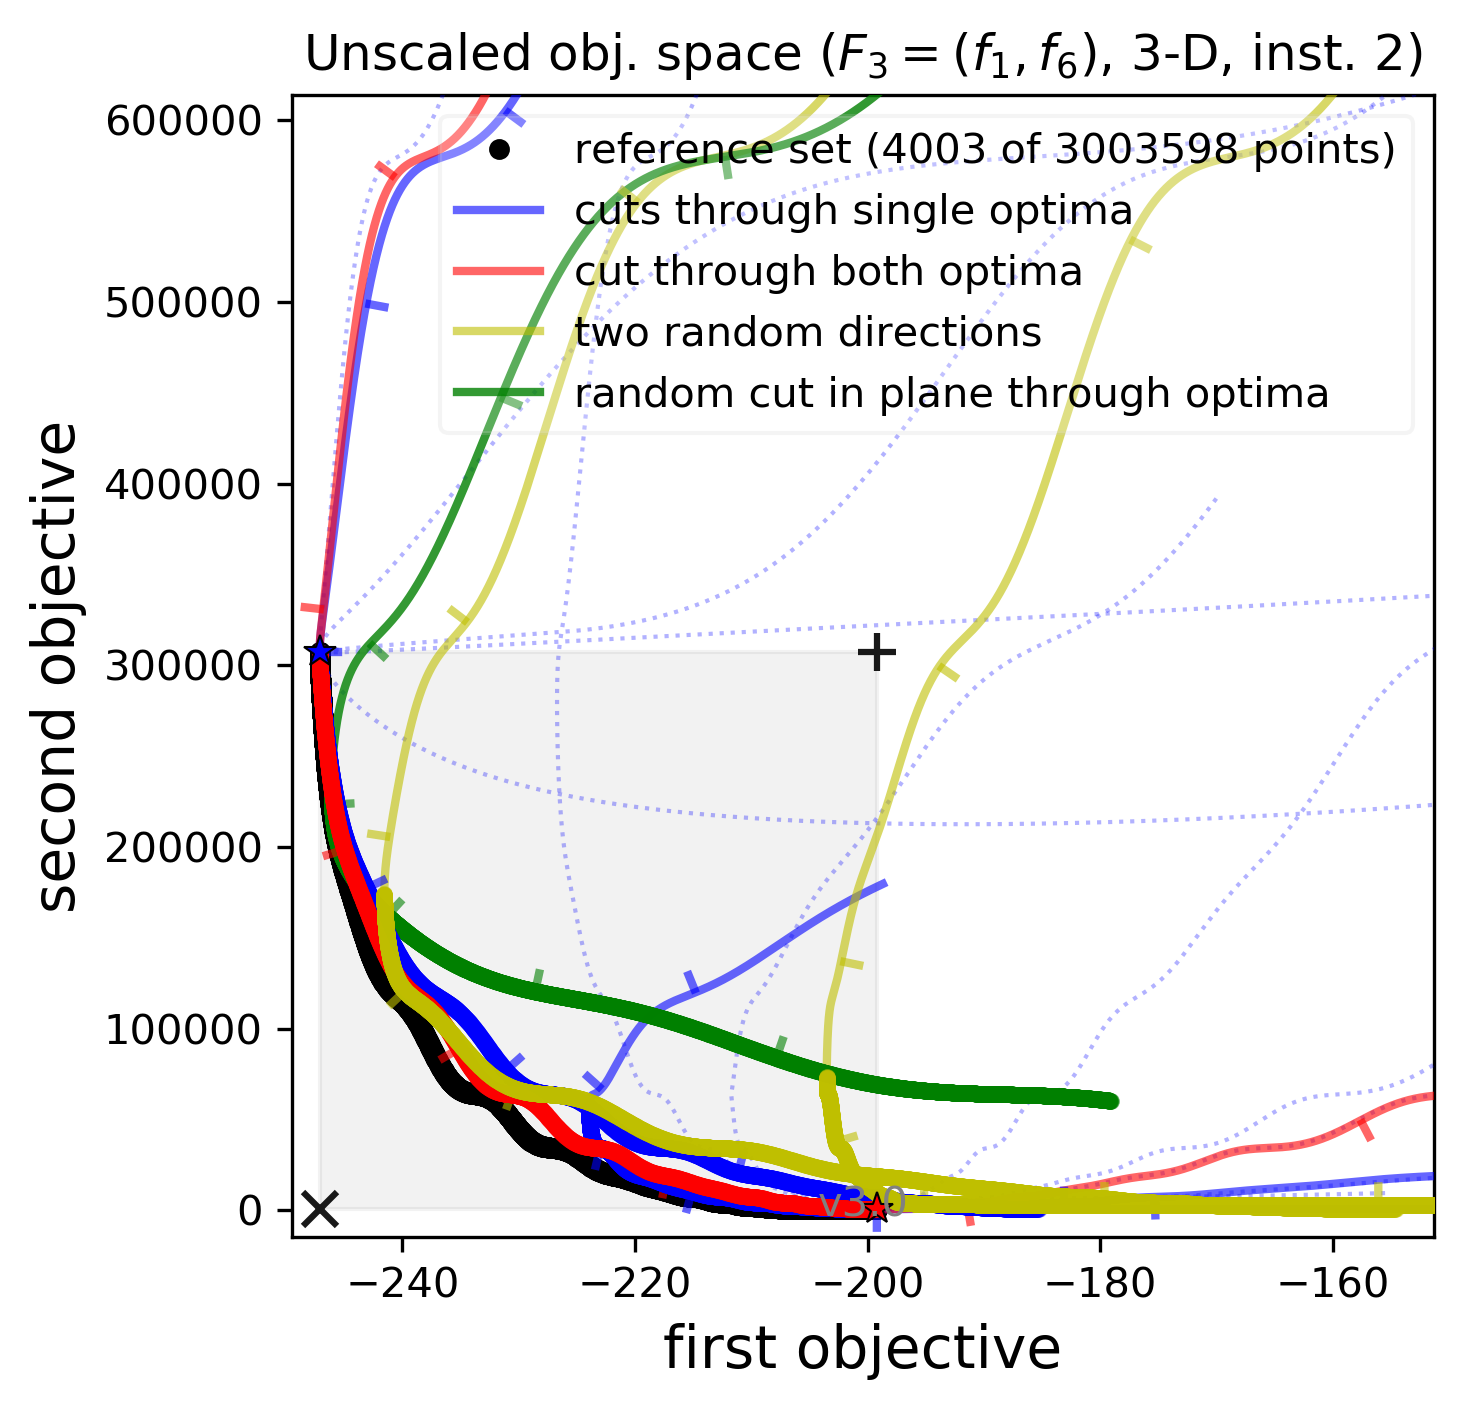 Unscaled obj. space (F₃ = (f₁, f₆), 3-D, inst. 2)
600000
500000
400000
300000
200000
100000
0
second objective
reference set (4003 of 3003598 points)
cuts through single optima
cut through both optima
two random directions
random cut in plane through optima
v3.0
−240
−220
−200
−180
−160
first objective